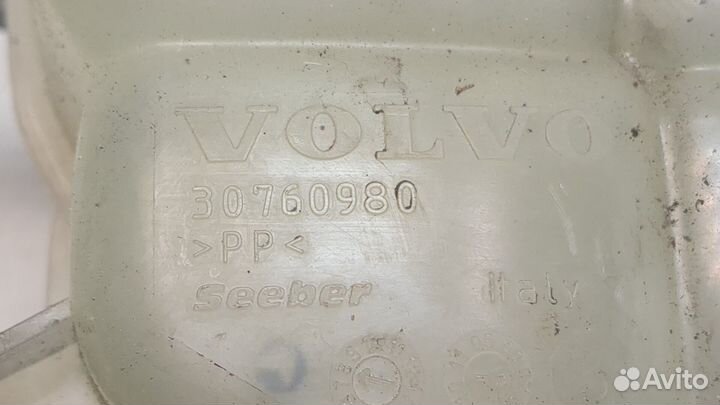 VOLVO
30760980
>PP<
Seeber Italy
Avito